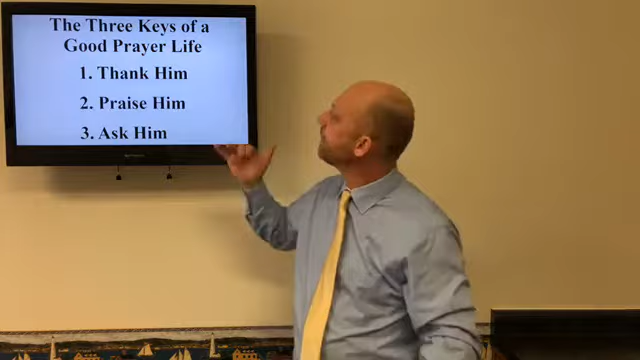 The Three Keys of a
Good Prayer Life
1. Thank Him
2. Praise Him
3. Ask Him